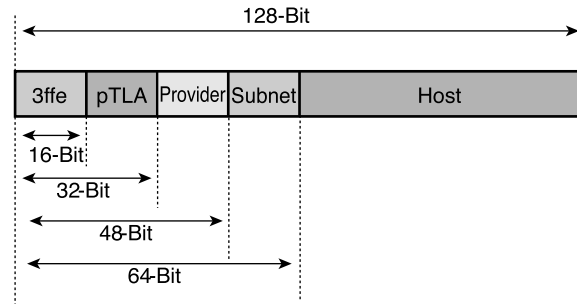 128-Bit
3ffe pTLA Provider Subnet Host
16-Bit
32-Bit
48-Bit
64-Bit